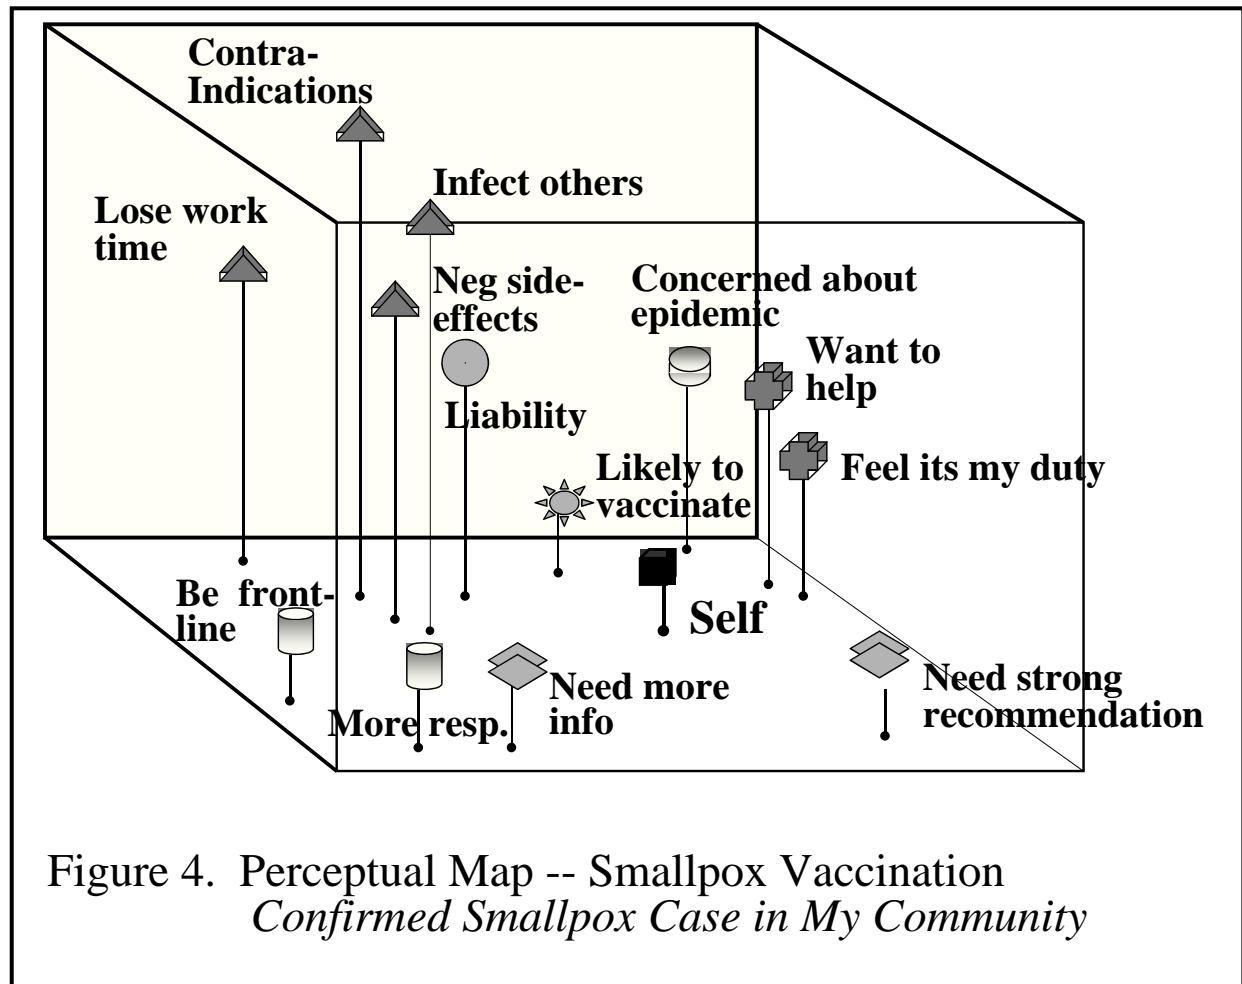 Contra-
Indications
Infect others
Lose work
time
Neg side-
effects
Concerned about
epidemic
Want to
help
Liability
Likely to
vaccinate
Feel its my duty
Be front-
line
Self
Need more
info
Need strong
recommendation
More resp.
Figure 4. Perceptual Map -- Smallpox Vaccination
Confirmed Smallpox Case in My Community